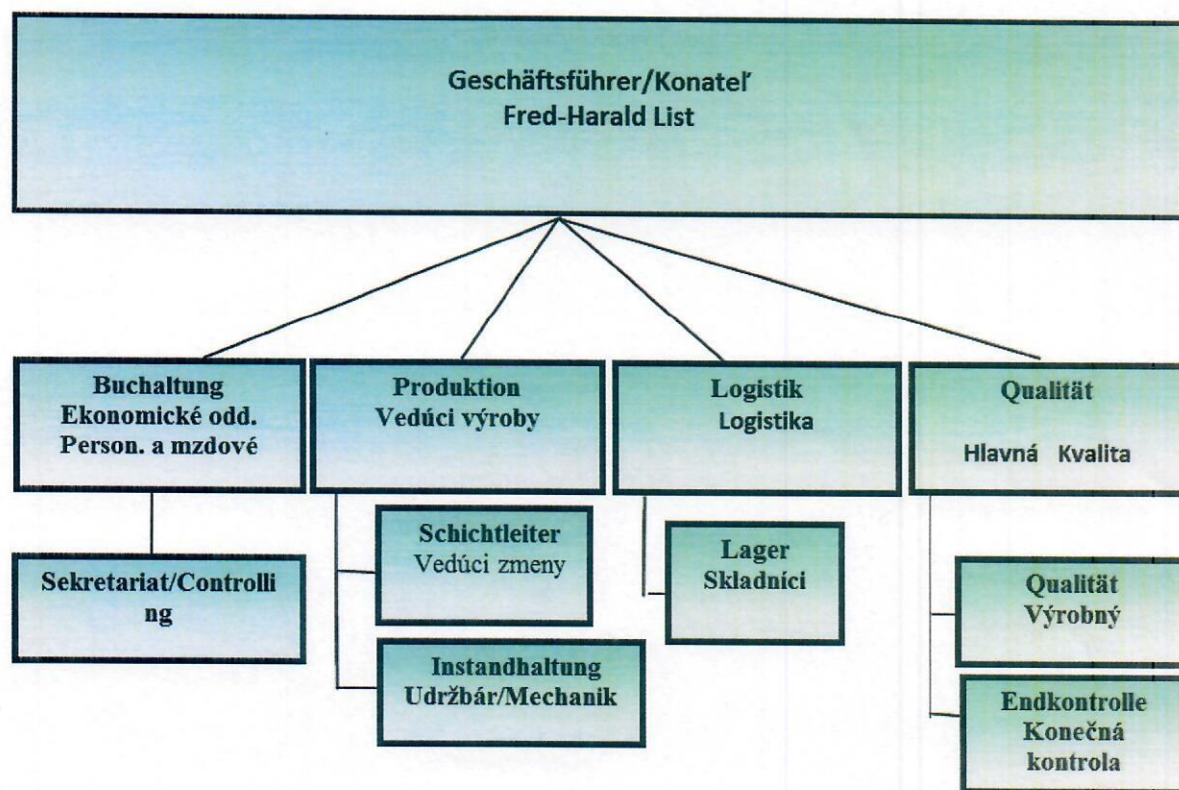 Geschäftsführer/Konateľ
Fred-Harald List
Buchaltung
Ekonomické odd.
Person. a mzdové
Produktion
Vedúci výroby
Logistik
Logistika
Qualität
Hlavná Kvalita
Sekretariat/Controlli
ng
Schichtleiter
Vedúci zmeny
Instandhaltung
Udržbár/Mechanik
Lager
Skladníci
Qualität
Výrobný
Endkontrolle
Konečná
kontrola